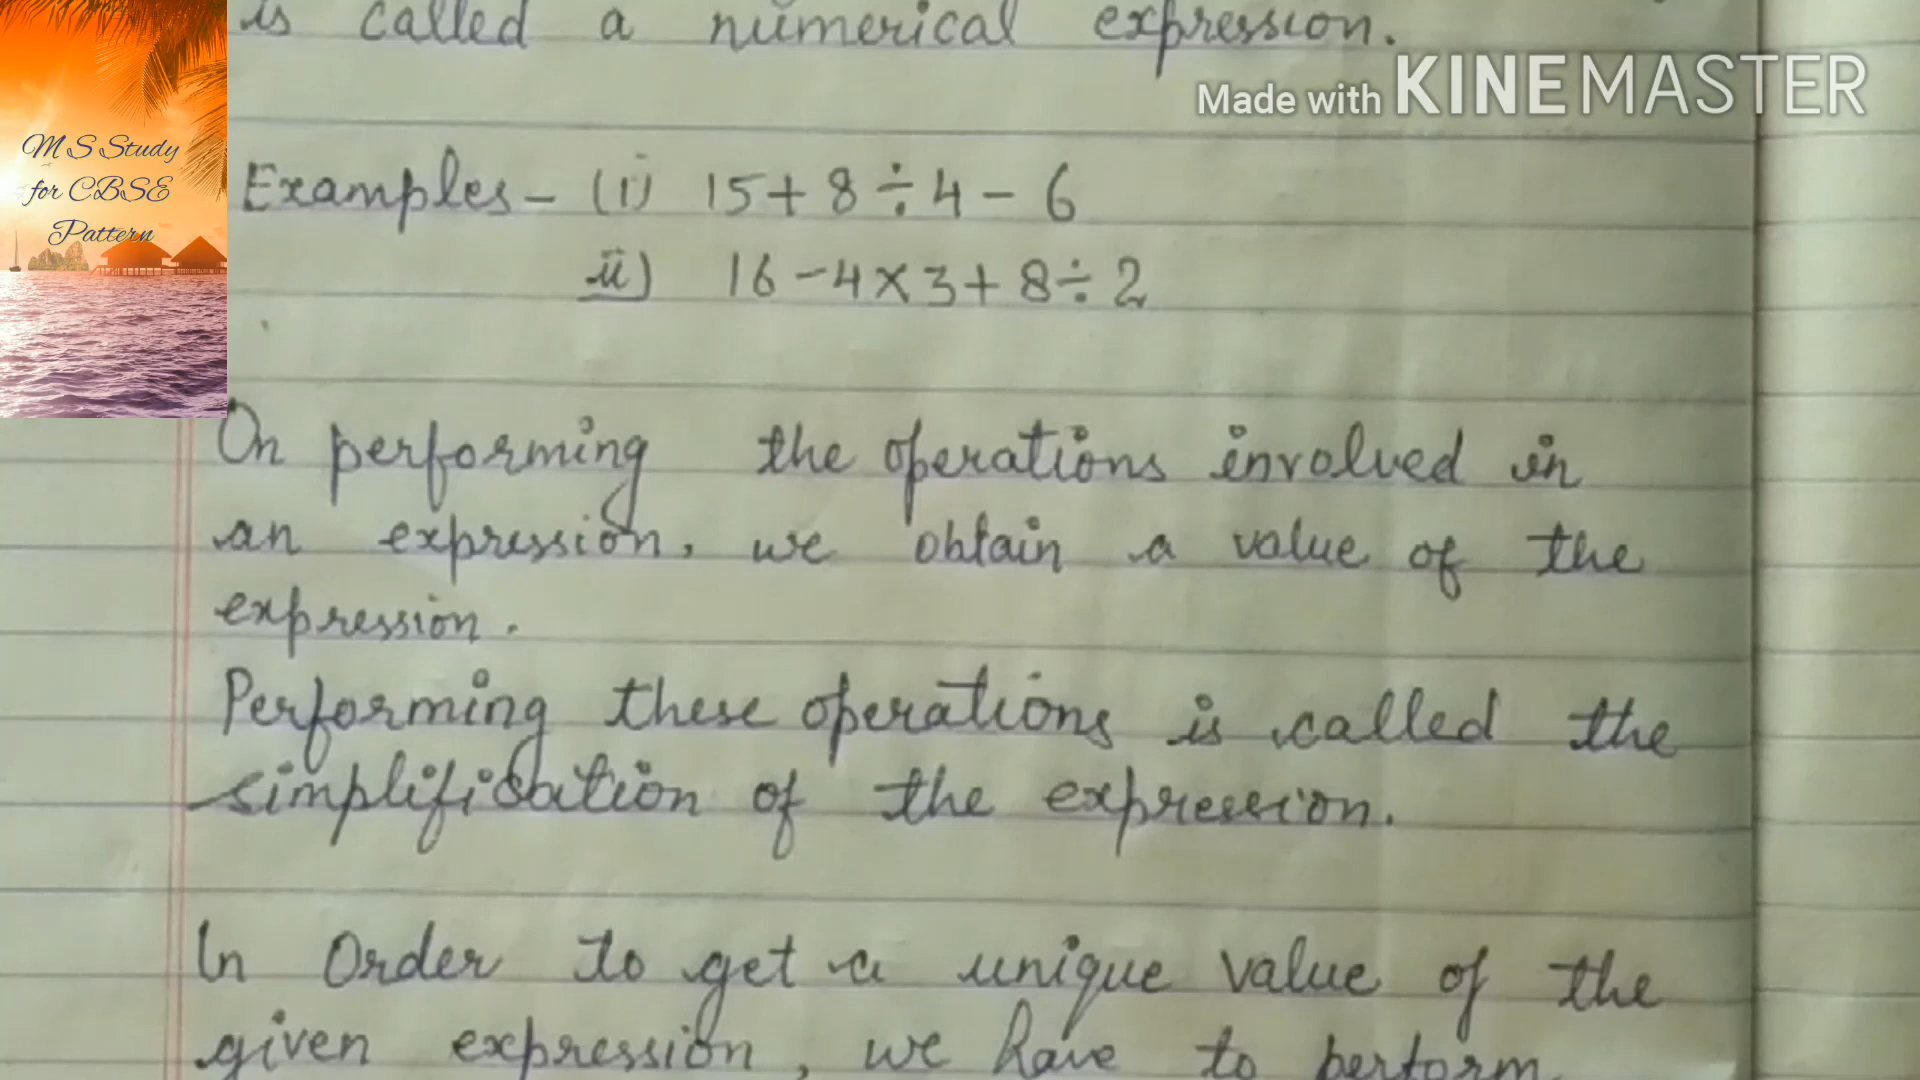 is called a numerical expression.
Made with KINEMASTER
M S Study
for CBSE
Pattern
Examples - (i) 15 + 8 ÷ 4 - 6
ii) 16 - 4 × 3 + 8 ÷ 2
On performing the operations involved in
an expression, we obtain a value of the
expression.
Performing these operations is called the
simplification of the expression.
In Order to get a unique value of the
given expression, we have to perform